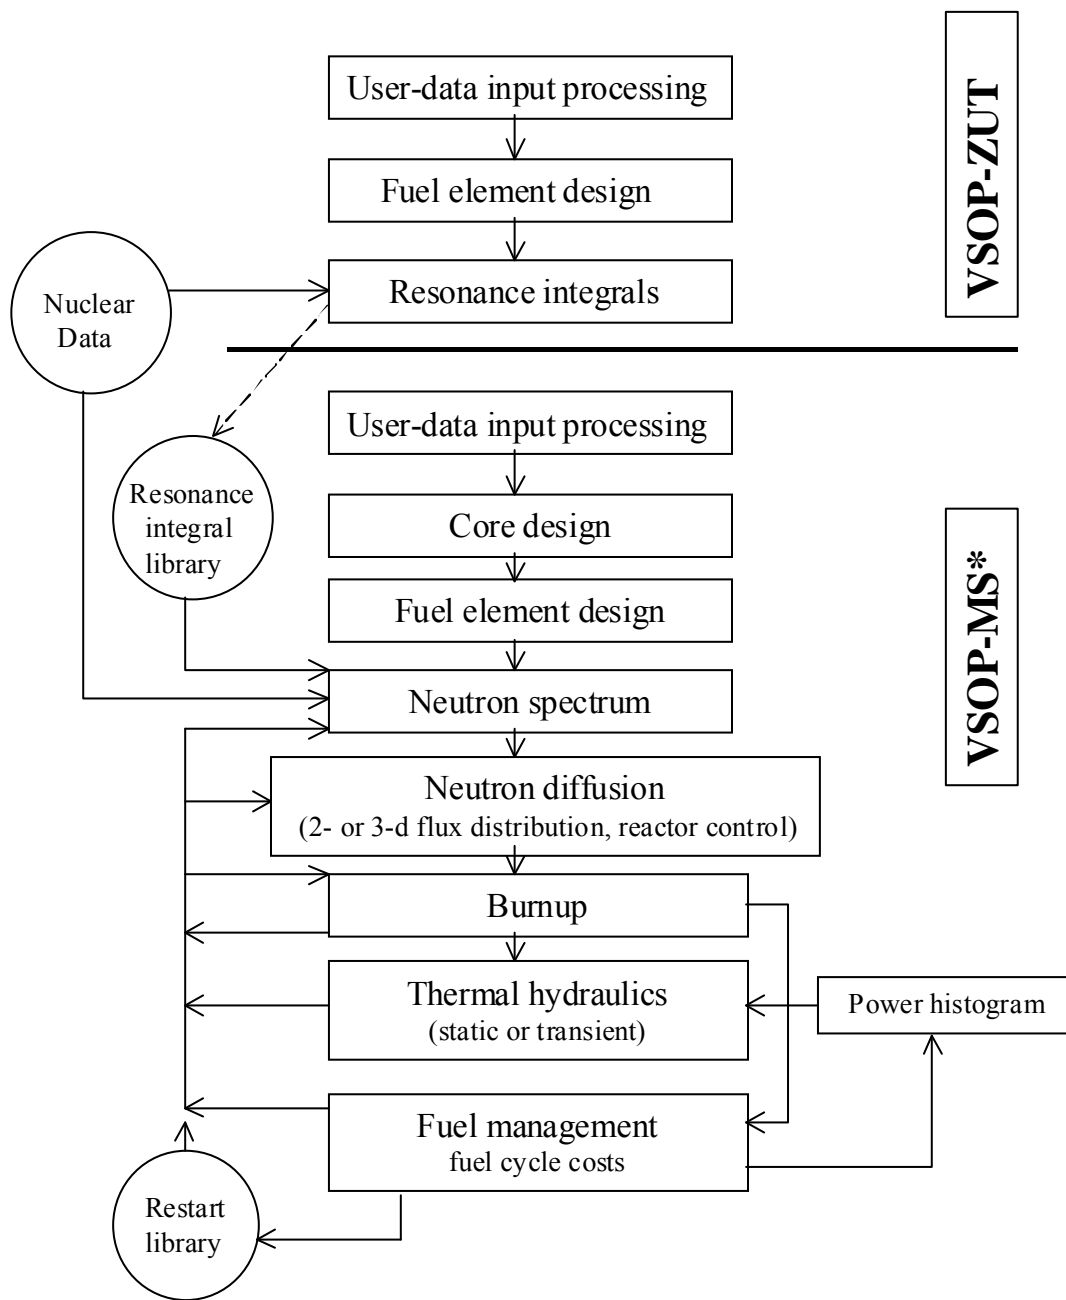 User-data input processing
VSOP-ZUT
Fuel element design
Nuclear
Data
Resonance integrals
User-data input processing
Resonance
integral
library
Core design
VSOP-MS*
Fuel element design
Neutron spectrum
Neutron diffusion
(2- or 3-d flux distribution, reactor control)
Burnup
Thermal hydraulics
(static or transient)
Power histogram
Fuel management
fuel cycle costs
Restart
library